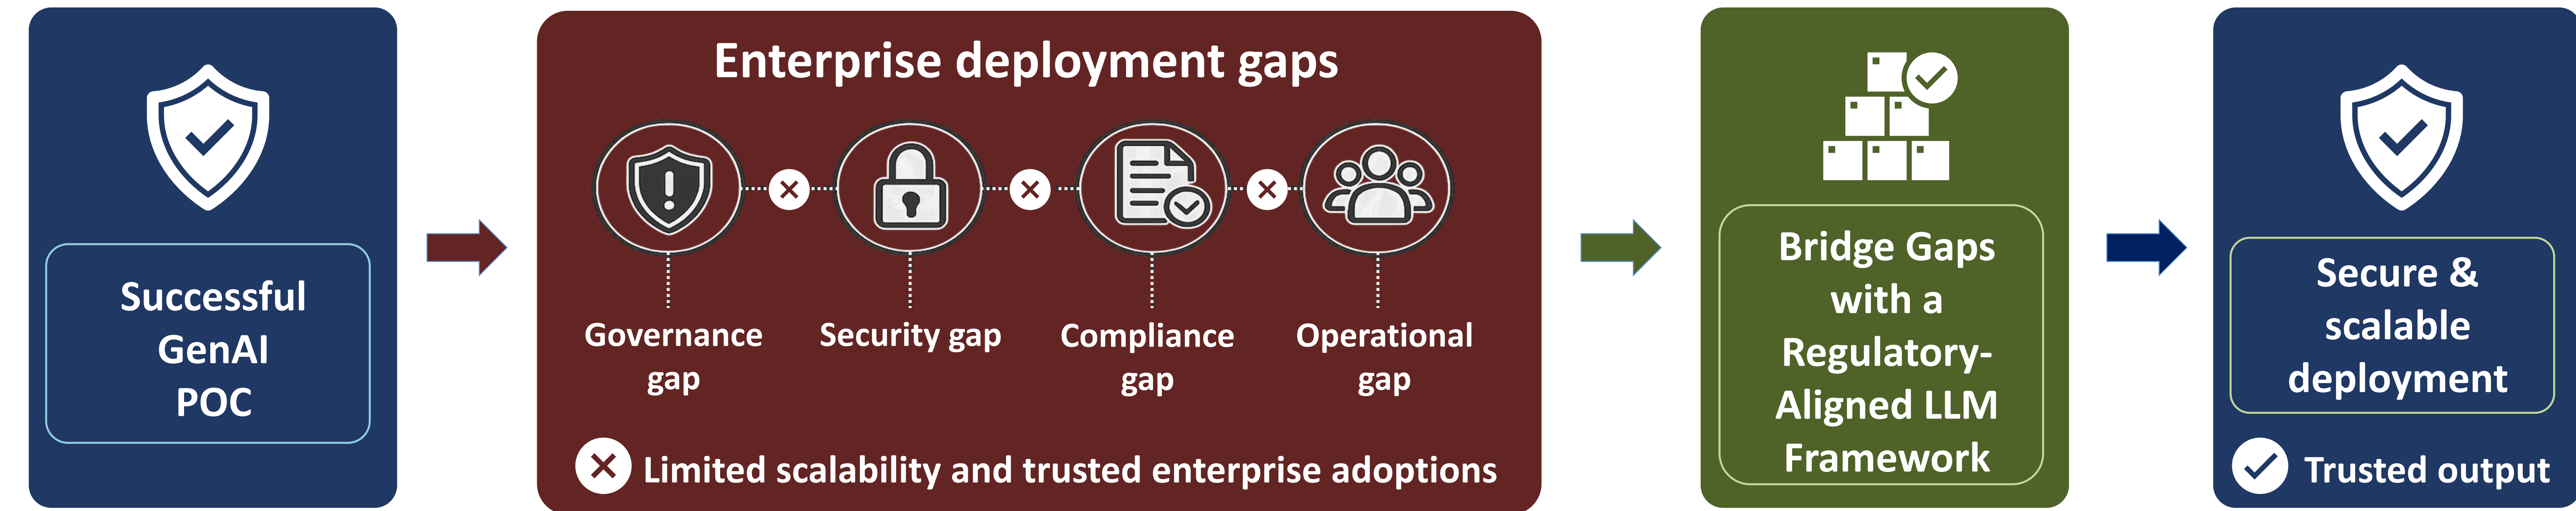 Successful
GenAI
POC
Enterprise deployment gaps
Governance
gap
Security gap
Compliance
gap
Operational
gap
Limited scalability and trusted enterprise adoptions
Bridge Gaps
with a
Regulatory-
Aligned LLM
Framework
Secure &
scalable
deployment
Trusted output